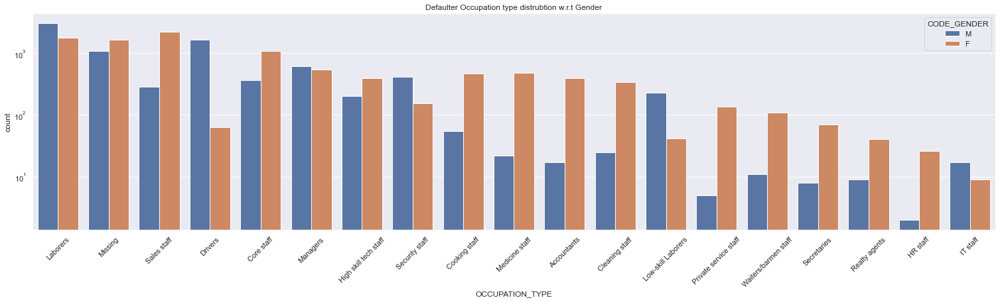 Defaulter Occupation type distrubtion w.r.t Gender
CODE_GENDER
M
F
10³
10²
10¹
count
Laborers
Missing
Sales staff
Drivers
Core staff
Managers
High skill tech staff
Security staff
Cooking staff
Medicine staff
Accountants
Cleaning staff
Low-skill Laborers
Private service staff
Waiters/barmen staff
Secretaries
Realty agents
HR staff
IT staff
OCCUPATION_TYPE